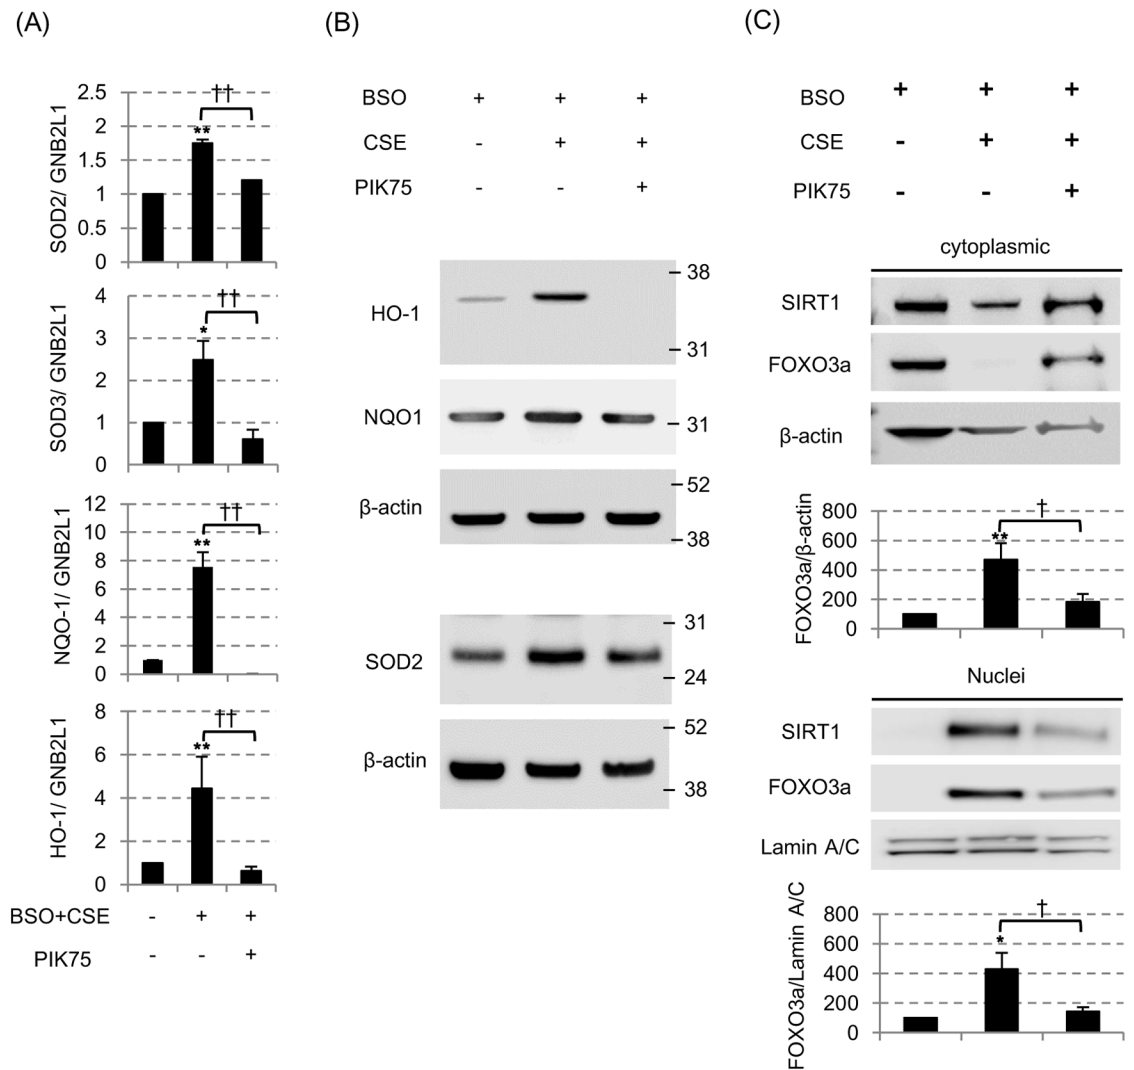 (A)
2.5
2
1.5
1
0.5
0
SOD2/ GNB2L1
**
††
4
3
2
1
0
SOD3/ GNB2L1
*
††
12
10
8
6
4
2
0
NQO-1/ GNB2L1
**
††
8
6
4
2
0
HO-1/ GNB2L1
**
††
BSO+CSE - + +
PIK75 - - +
(B)
BSO + + +
CSE - + +
PIK75 - - +
HO-1
38
31
NQO1
31
β-actin
52
38
SOD2
31
24
β-actin
52
38
(C)
BSO + + +
CSE - + +
PIK75 - - +
cytoplasmic
SIRT1
FOXO3a
β-actin
800
600
400
200
0
FOXO3a/β-actin
**
†
Nuclei
SIRT1
FOXO3a
Lamin A/C
800
600
400
200
0
FOXO3a/Lamin A/C
*
†